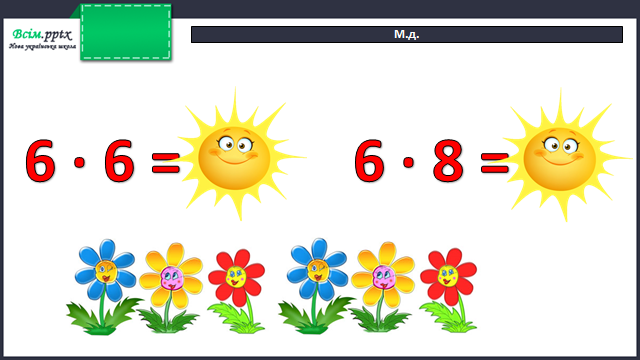 Всім.pptx
Нова українська школа
М.д.
6 · 6 =
6 · 8 =